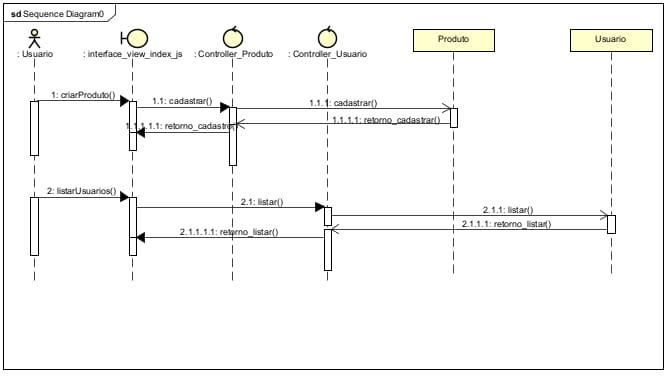 sd Sequence Diagram0
: Usuario
: interface_view_index_js
: Controller_Produto
: Controller_Usuario
Produto
Usuario
1: criarProduto()
1.1: cadastrar()
1.1.1: cadastrar()
1.1.1.1: retorno_cadastrar()
1.1.1.1.1: retorno_cadastrar()
2: listarUsuarios()
2.1: listar()
2.1.1: listar()
2.1.1.1: retorno_listar()
2.1.1.1.1: retorno_listar()